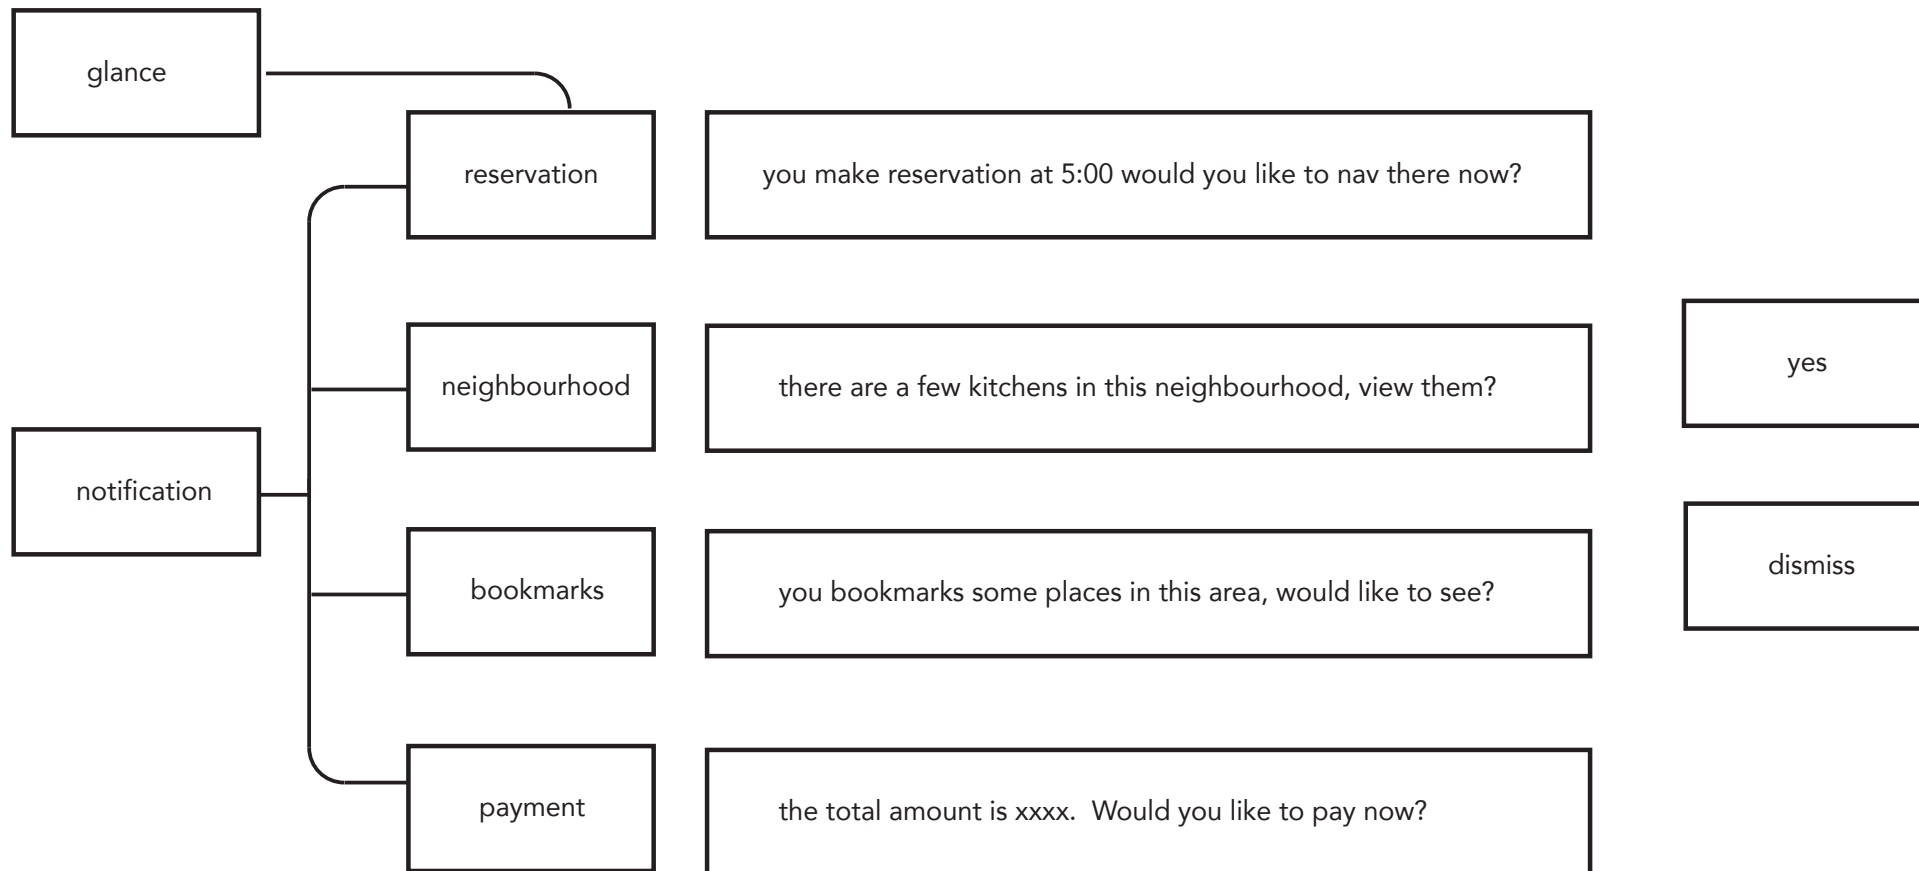 glance
reservation
you make reservation at 5:00 would you like to nav there now?
neighbourhood
there are a few kitchens in this neighbourhood, view them?
yes
notification
bookmarks
you bookmarks some places in this area, would like to see?
dismiss
payment
the total amount is xxxx.  Would you like to pay now?